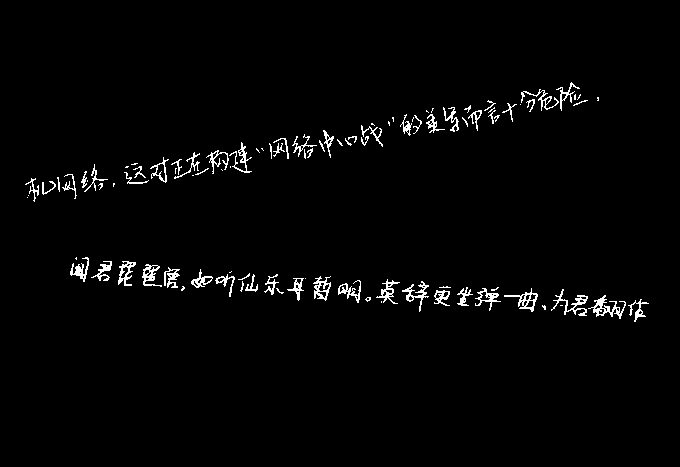 机网络，这对正在构建“网络中心战”的美军而言十分危险．
闻君琵琶语，如听仙乐耳暂明。莫辞更坐弹一曲、为君翻作